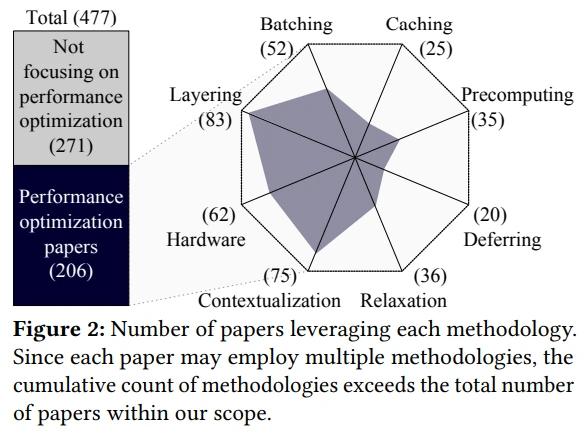 Total (477)
Not
focusing on
performance
optimization
(271)
Performance
optimization
papers
(206)
Batching
(52)
Caching
(25)
Layering
(83)
Precomputing
(35)
(62)
Hardware
(20)
Deferring
(75)
Contextualization
(36)
Relaxation
Figure 2: Number of papers leveraging each methodology.
Since each paper may employ multiple methodologies, the
cumulative count of methodologies exceeds the total number
of papers within our scope.